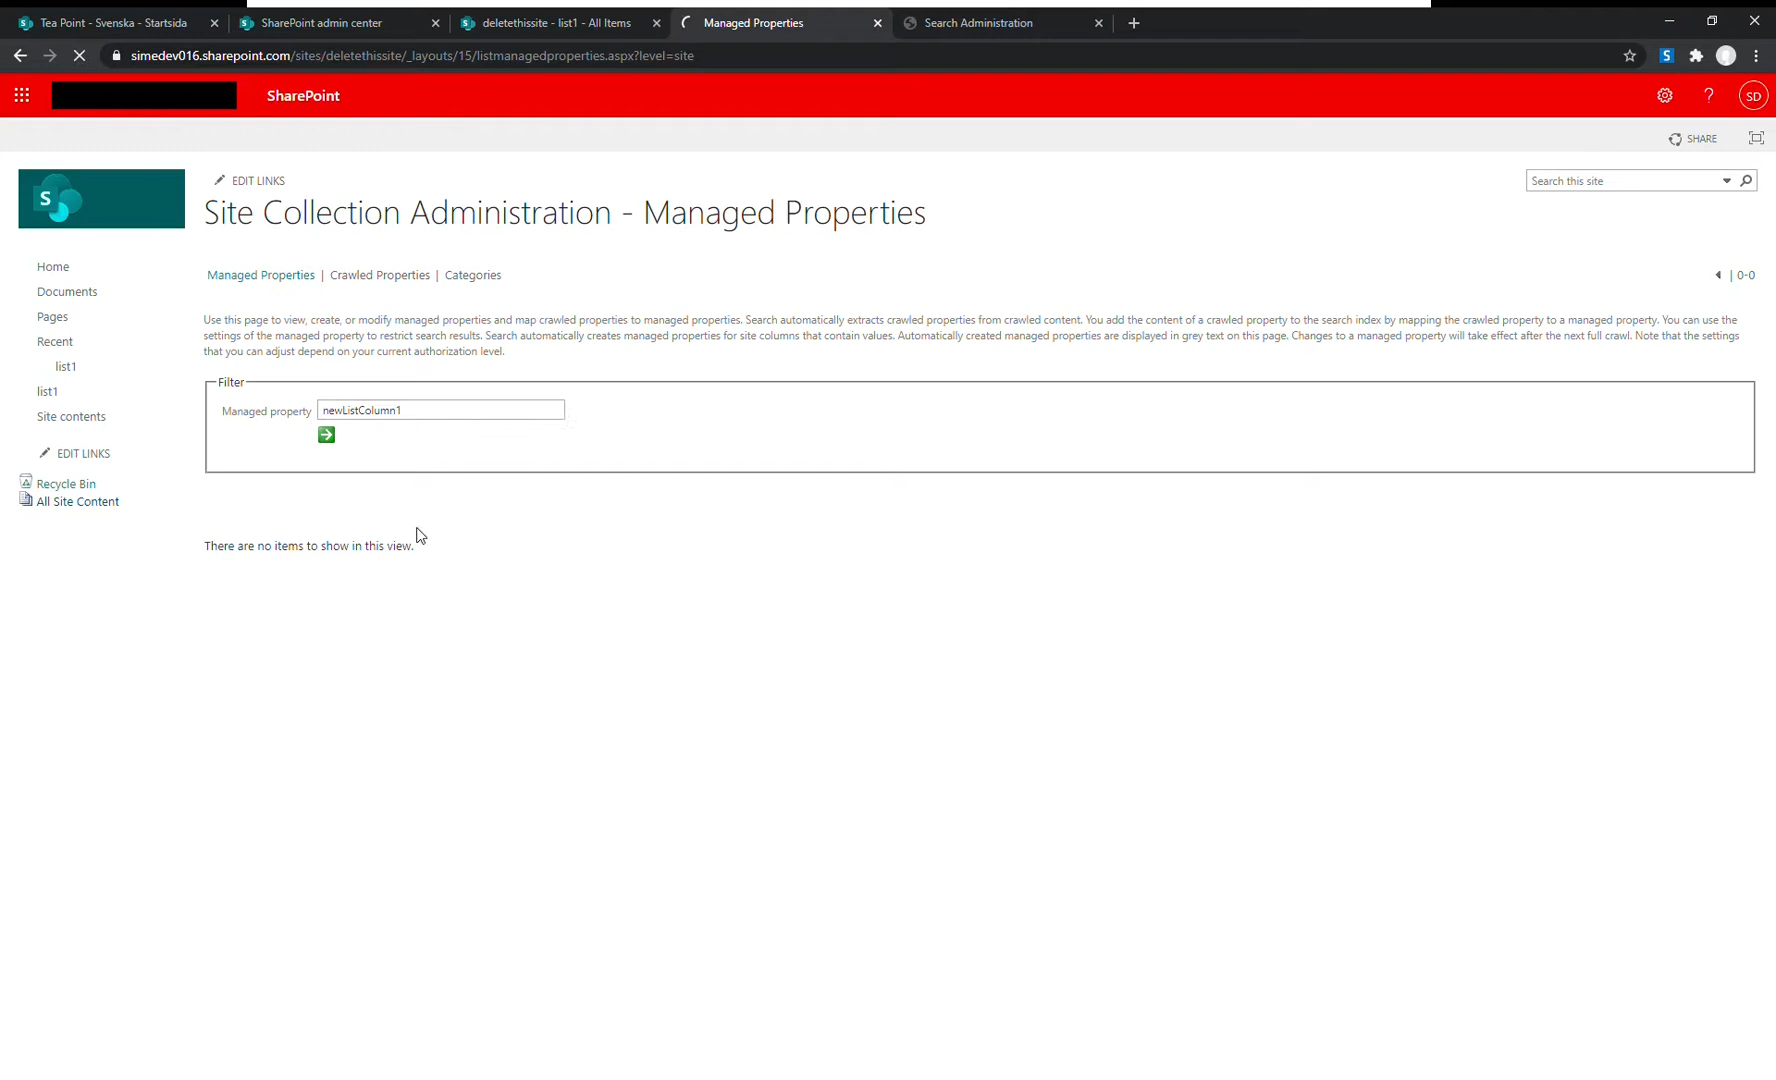 Tea Point - Svenska - Startsida
SharePoint admin center
deletethissite - list1 - All Items
Managed Properties
Search Administration
simedev016.sharepoint.com/sites/deletethissite/_layouts/15/listmanagedproperties.aspx?level=site
S
SharePoint
?
SD
SHARE
S
EDIT LINKS
Search this site
Site Collection Administration - Managed Properties
Home
Documents
Pages
Recent
list1
list1
Site contents
EDIT LINKS
Recycle Bin
All Site Content
Managed Properties | Crawled Properties | Categories
| 0-0
Use this page to view, create, or modify managed properties and map crawled properties to managed properties. Search automatically extracts crawled properties from crawled content. You add the content of a crawled property to the search index by mapping the crawled property to a managed property. You can use the
settings of the managed property to restrict search results. Search automatically creates managed properties for site columns that contain values. Automatically created managed properties are displayed in grey text on this page. Changes to a managed property will take effect after the next full crawl. Note that the settings
that you can adjust depend on your current authorization level.
Filter
Managed property newListColumn1
There are no items to show in this view.